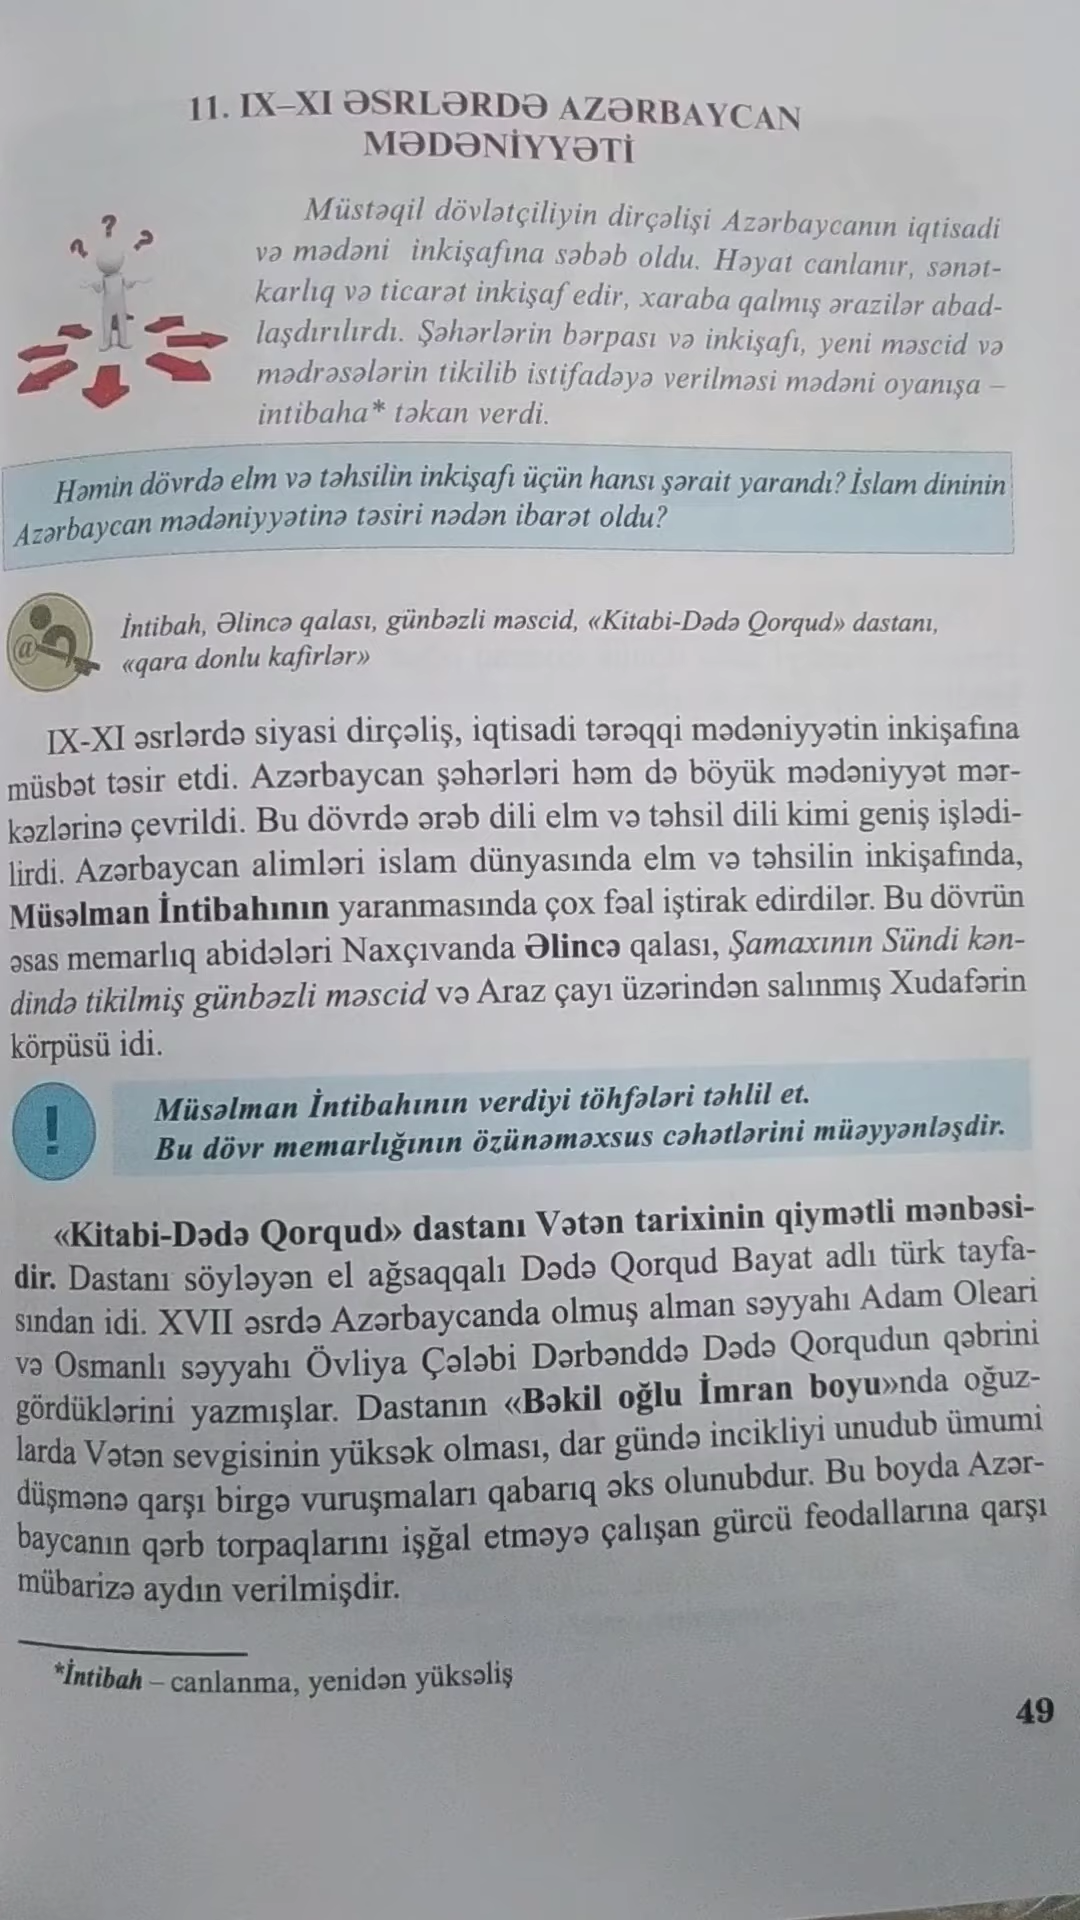 11. IX–XI ƏSRLƏRDƏ AZƏRBAYCAN
MƏDƏNİYYƏTİ
Müstəqil dövlətçiliyin dirçəlişi Azərbaycanın iqtisadi
və mədəni inkişafına səbəb oldu. Həyat canlanır, sənət-
karlıq və ticarət inkişaf edir, xaraba qalmış ərazilər abad-
laşdırılırdı. Şəhərlərin bərpası və inkişafı, yeni məscid və
mədrəsələrin tikilib istifadəyə verilməsi mədəni oyanışa –
intibaha* təkan verdi.
Həmin dövrdə elm və təhsilin inkişafı üçün hansı şərait yarandı? İslam dininin
Azərbaycan mədəniyyətinə təsiri nədən ibarət oldu?
İntibah, Əlincə qalası, günbəzli məscid, «Kitabi-Dədə Qorqud» dastanı,
«qara donlu kafirlər»
IX-XI əsrlərdə siyasi dirçəliş, iqtisadi tərəqqi mədəniyyətin inkişafına
müsbət təsir etdi. Azərbaycan şəhərləri həm də böyük mədəniyyət mər-
kəzlərinə çevrildi. Bu dövrdə ərəb dili elm və təhsil dili kimi geniş işlədi-
lirdi. Azərbaycan alimləri islam dünyasında elm və təhsilin inkişafında,
Müsəlman İntibahının yaranmasında çox fəal iştirak edirdilər. Bu dövrün
əsas memarlıq abidələri Naxçıvanda Əlincə qalası, Şamaxının Sündi kən-
dində tikilmiş günbəzli məscid və Araz çayı üzərindən salınmış Xudafərin
körpüsü idi.
!
Müsəlman İntibahının verdiyi töhfələri təhlil et.
Bu dövr memarlığının özünəməxsus cəhətlərini müəyyənləşdir.
«Kitabi-Dədə Qorqud» dastanı Vətən tarixinin qiymətli mənbəsi-
dir. Dastanı söyləyən el ağsaqqalı Dədə Qorqud Bayat adlı türk tayfa-
sından idi. XVII əsrdə Azərbaycanda olmuş alman səyyahı Adam Oleari
və Osmanlı səyyahı Övliya Çələbi Dərbənddə Dədə Qorqudun qəbrini
gördüklərini yazmışlar. Dastanın «Bəkil oğlu İmran boyu»nda oğuz-
larda Vətən sevgisinin yüksək olması, dar gündə incikliyi unudub ümumi
düşmənə qarşı birgə vuruşmaları qabarıq əks olunubdur. Bu boyda Azər-
baycanın qərb torpaqlarını işğal etməyə çalışan gürcü feodallarına qarşı
mübarizə aydın verilmişdir.
*İntibah – canlanma, yenidən yüksəliş
49